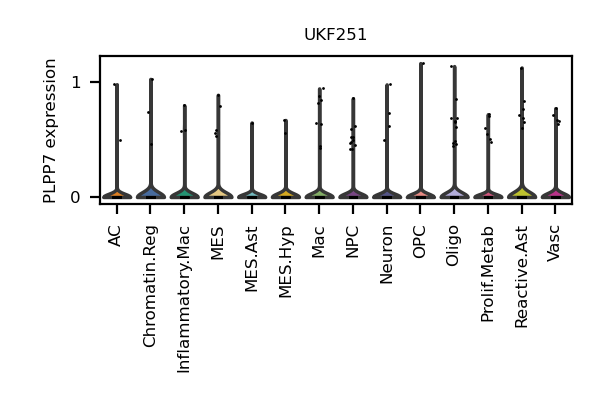 UKF251
PLPP7 expression
1
0
AC
Chromatin.Reg
Inflammatory.Mac
MES
MES.Ast
MES.Hyp
Mac
NPC
Neuron
OPC
Oligo
Prolif.Metab
Reactive.Ast
Vasc